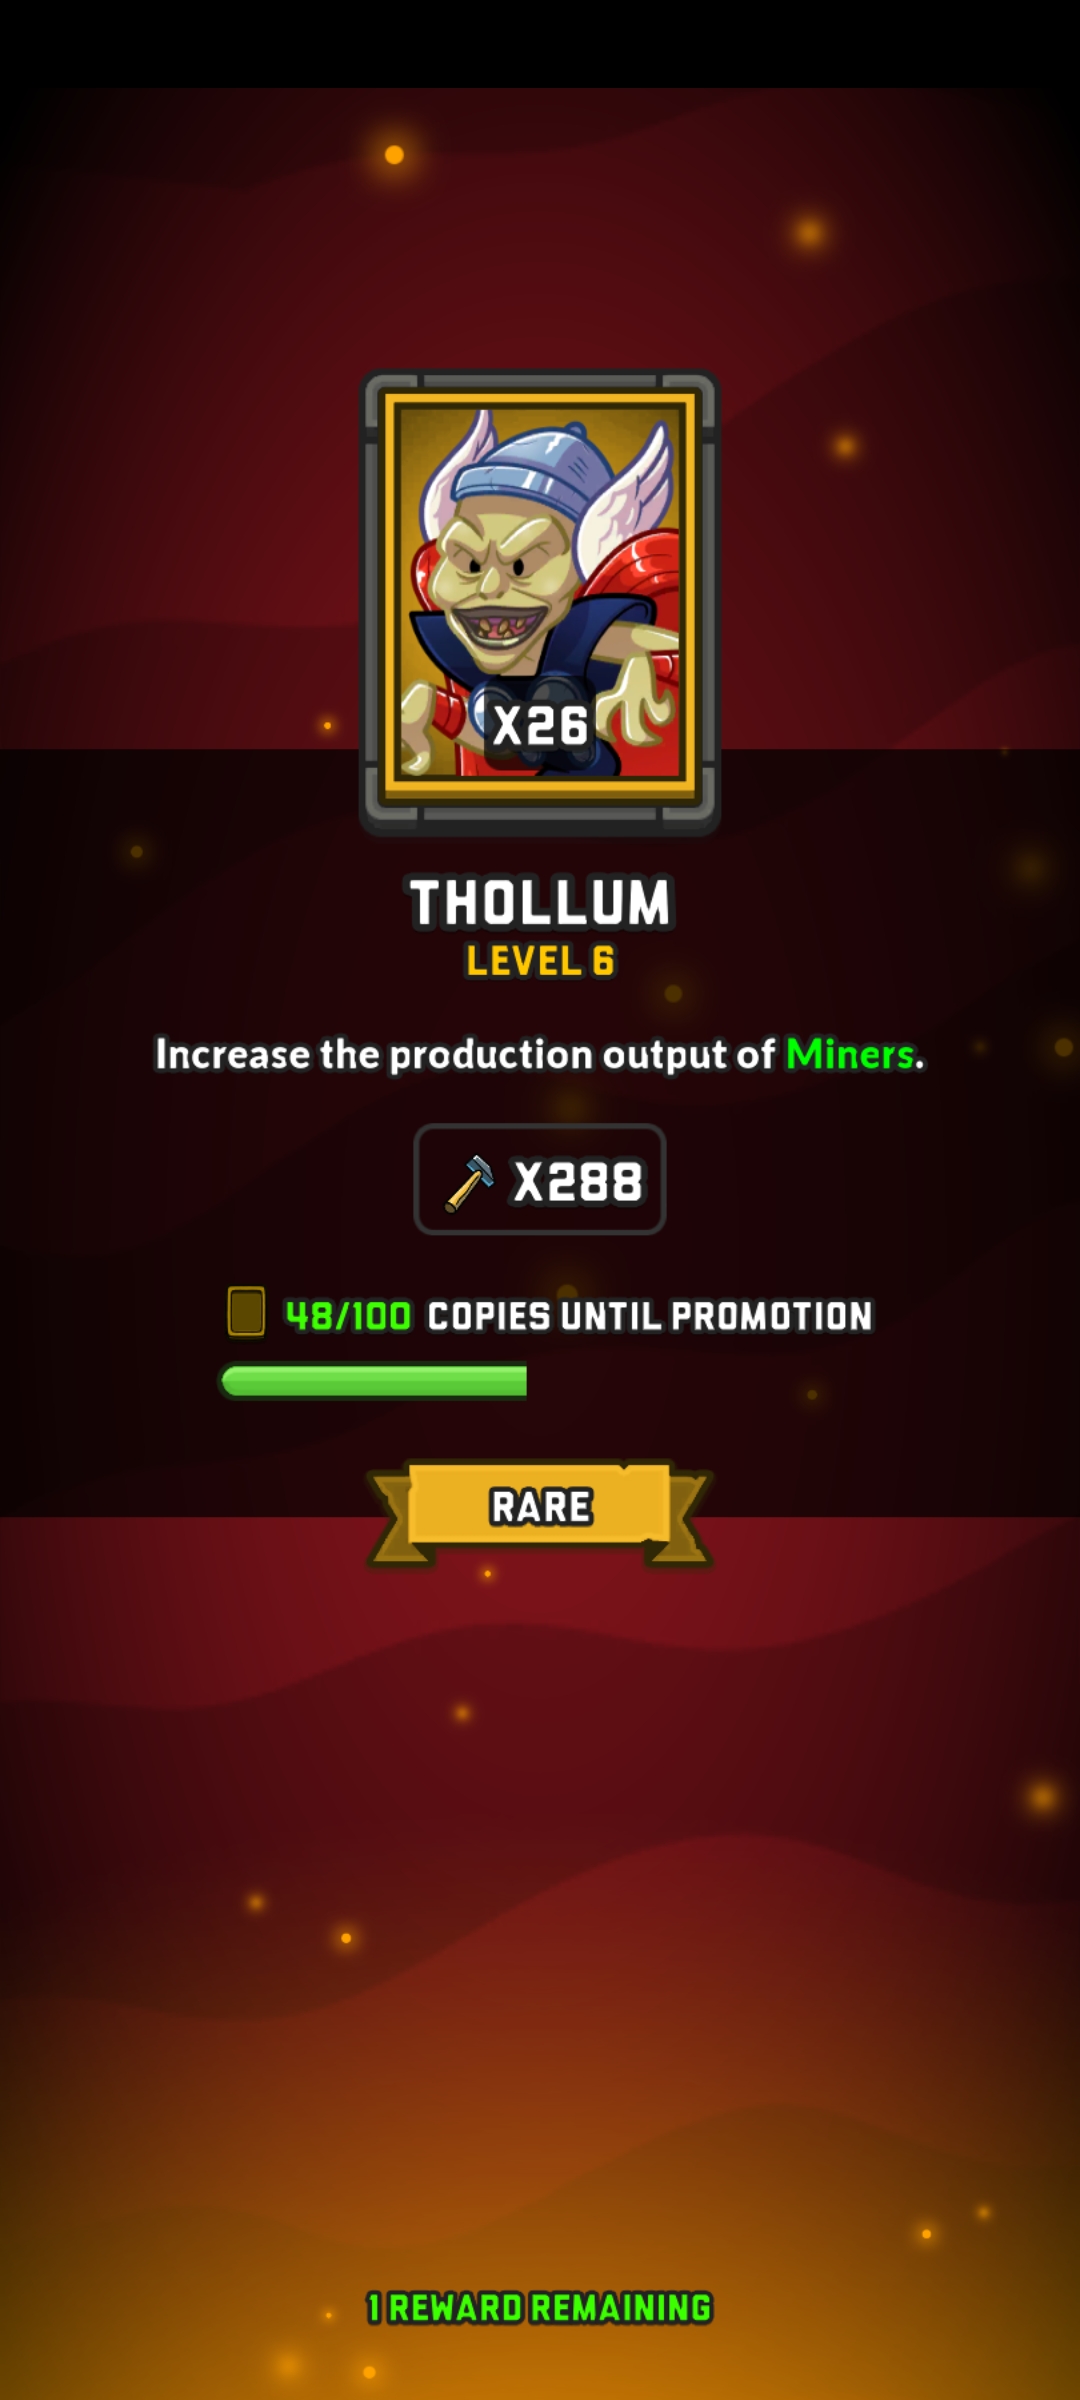 X26
THOLLUM
LEVEL 6
Increase the production output of Miners.
X288
48/100 COPIES UNTIL PROMOTION
RARE
1 REWARD REMAINING